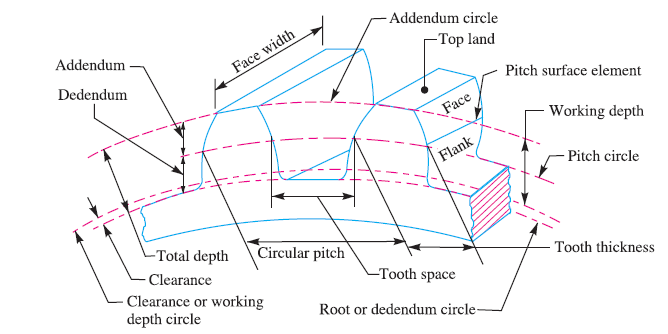 Addendum circle
Top land
Face width
Addendum
Pitch surface element
Dedendum
Face
Working depth
Flank
Pitch circle
Total depth
Circular pitch
Tooth thickness
Tooth space
Clearance
Clearance or working
depth circle
Root or dedendum circle